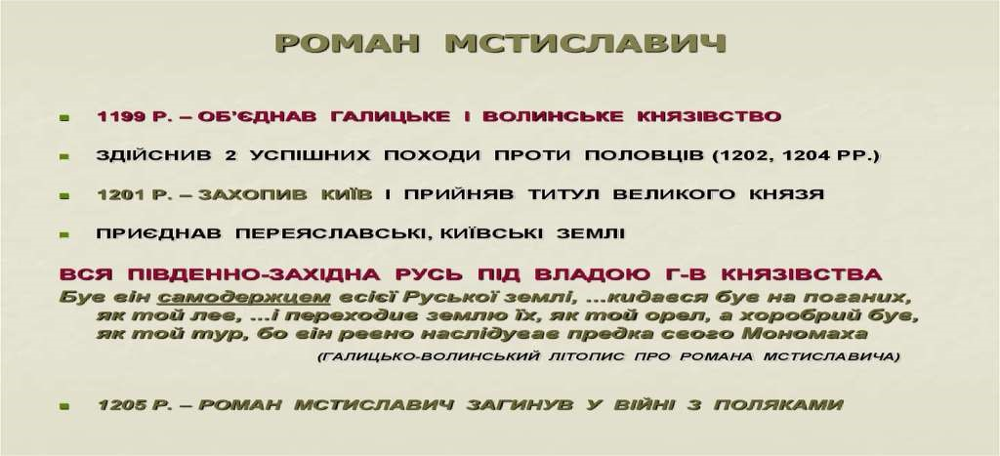 РОМАН МСТИСЛАВИЧ
1199 Р. – ОБ'ЄДНАВ ГАЛИЦЬКЕ І ВОЛИНСЬКЕ КНЯЗІВСТВО
ЗДІЙСНИВ 2 УСПІШНИХ ПОХОДИ ПРОТИ ПОЛОВЦІВ (1202, 1204 РР.)
1201 Р. – ЗАХОПИВ КИЇВ І ПРИЙНЯВ ТИТУЛ ВЕЛИКОГО КНЯЗЯ
ПРИЄДНАВ ПЕРЕЯСЛАВСЬКІ, КИЇВСЬКІ ЗЕМЛІ
ВСЯ ПІВДЕННО-ЗАХІДНА РУСЬ ПІД ВЛАДОЮ Г-В КНЯЗІВСТВА
Був він самодержцем всієї Руської землі, ...кидався був на поганих,
як той лев, ...і переходив землю їх, як той орел, а хоробрий був,
як той тур, бо він ревно наслідував предка свого Мономаха
(ГАЛИЦЬКО-ВОЛИНСЬКИЙ ЛІТОПИС ПРО РОМАНА МСТИСЛАВИЧА)
1205 Р. – РОМАН МСТИСЛАВИЧ ЗАГИНУВ У ВІЙНІ З ПОЛЯКАМИ